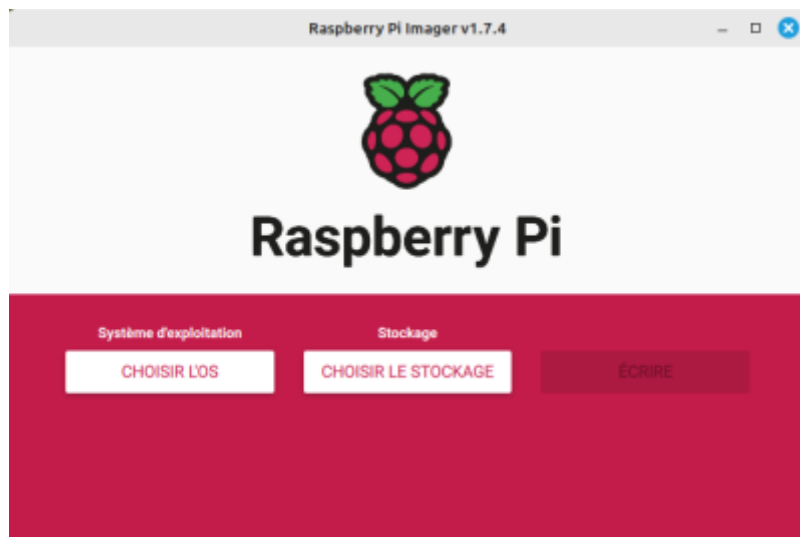 Raspberry Pi Imager v1.7.4
Raspberry Pi
Système d'exploitation
Stockage
CHOISIR L'OS
CHOISIR LE STOCKAGE
ÉCRIRE